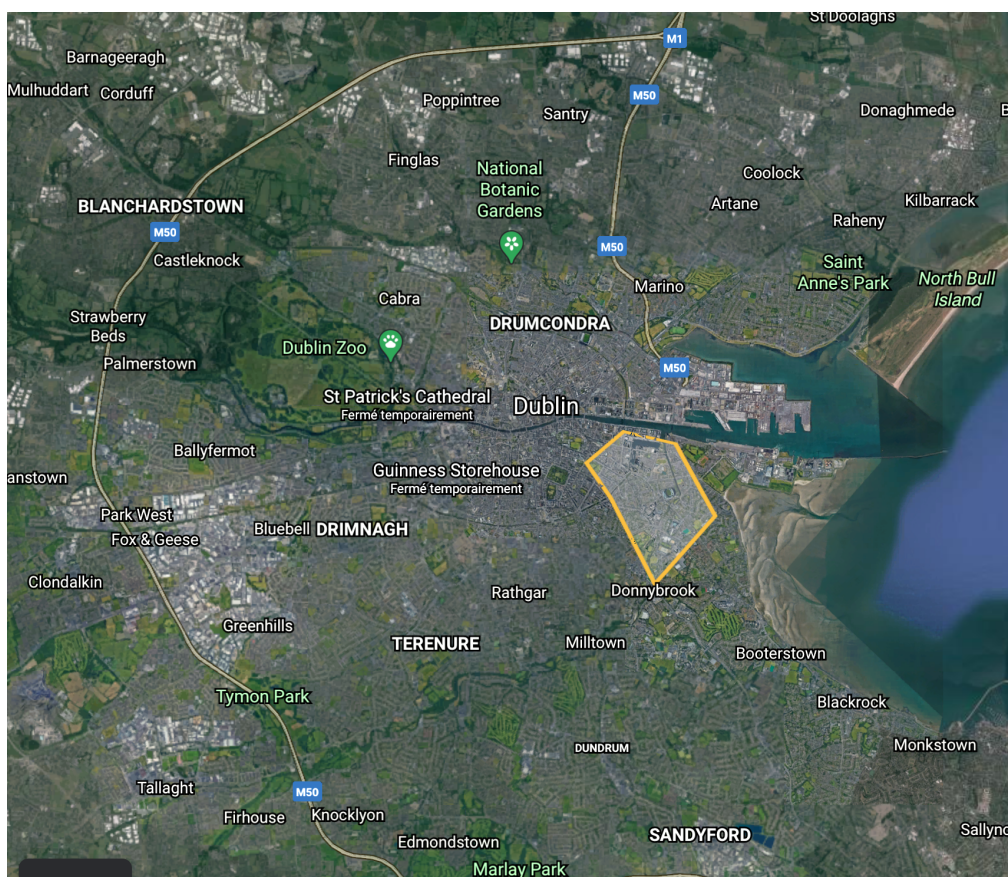 St Doolaghs
M1
Barnageeragh
Mulhuddart
Corduff
M50
Poppintree
Santry
Donaghmede
Finglas
National
Botanic
Gardens
Coolock
BLANCHARDSTOWN
Artane
Kilbarrack
Raheny
M50
M50
Castleknock
Saint
Anne's Park
North Bull
Island
Marino
Cabra
Strawberry
Beds
DRUMCONDRA
Dublin Zoo
Palmerstown
M50
St Patrick's Cathedral
Fermé temporairement
Dublin
Ballyfermot
Guinness Storehouse
Fermé temporairement
anstown
Park West
Bluebell
DRIMNAGH
Fox & Geese
Clondalkin
Rathgar
Donnybrook
Greenhills
TERENURE
Milltown
Booterstown
Tymon Park
Blackrock
DUNDRUM
Monkstown
Tallaght
M50
Firhouse
Knocklyon
Edmondstown
SANDYFORD
Sallyno
Marlay Park